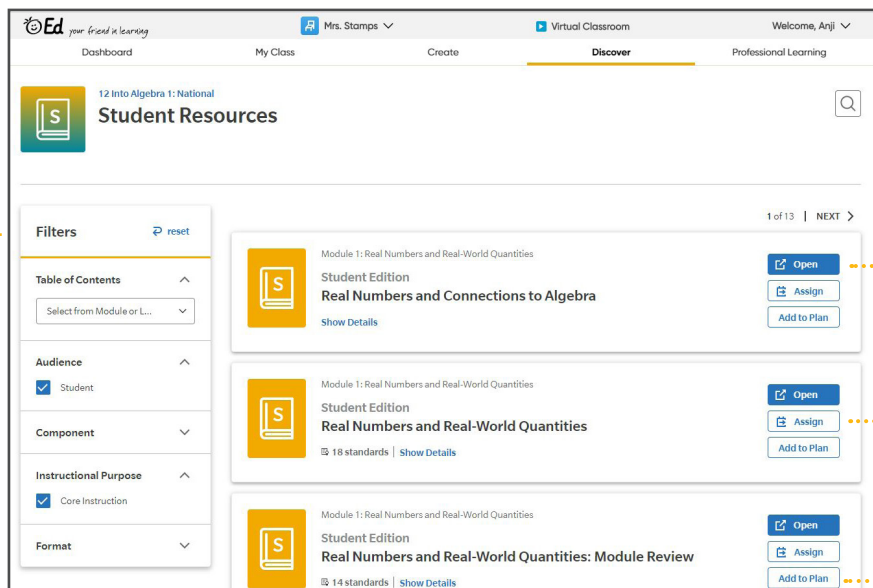 Ed your friend in learning
Mrs. Stamps
Virtual Classroom
Welcome, Anji
Dashboard
My Class
Create
Discover
Professional Learning
12 Into Algebra 1: National
S
Student Resources
1 of 13 | NEXT
Filters
reset
Table of Contents
Select from Module or L...
Audience
Student
Component
Instructional Purpose
Core Instruction
Format
S
Module 1: Real Numbers and Real-World Quantities
Student Edition
Real Numbers and Connections to Algebra
Show Details
Open
Assign
Add to Plan
S
Module 1: Real Numbers and Real-World Quantities
Student Edition
Real Numbers and Real-World Quantities
18 standards | Show Details
Open
Assign
Add to Plan
S
Module 1: Real Numbers and Real-World Quantities
Student Edition
Real Numbers and Real-World Quantities: Module Review
14 standards | Show Details
Open
Assign
Add to Plan